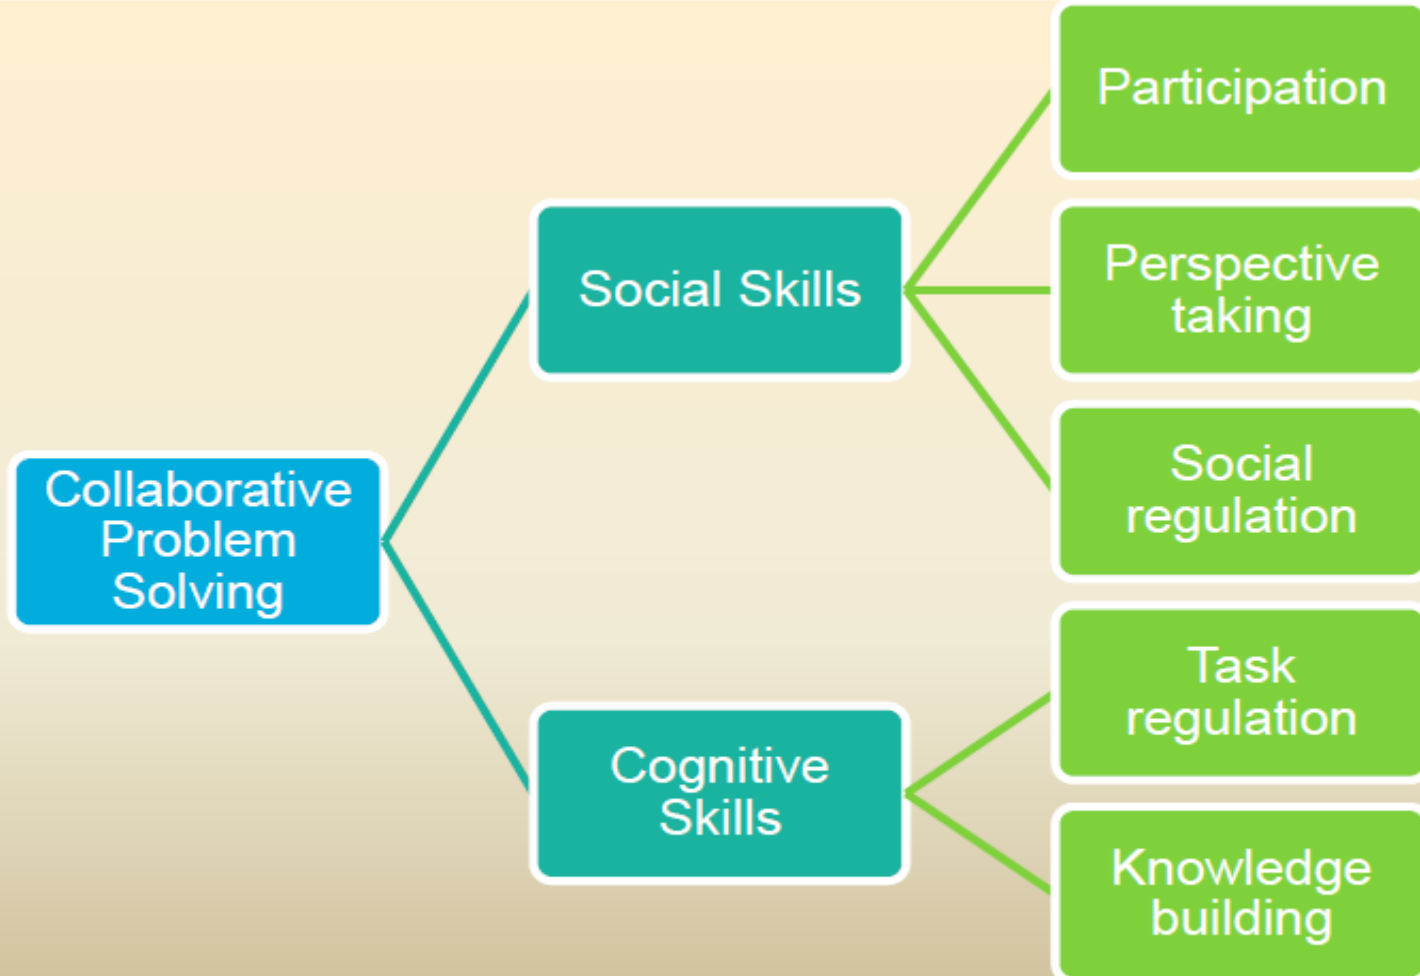 Collaborative
Problem
Solving
Social Skills
Cognitive
Skills
Participation
Perspective
taking
Social
regulation
Task
regulation
Knowledge
building